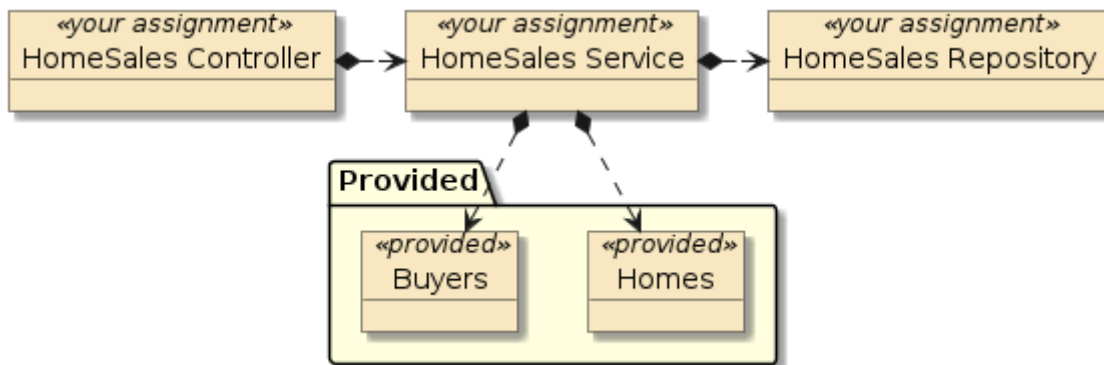 «your assignment»
HomeSales Controller
«your assignment»
HomeSales Service
«your assignment»
HomeSales Repository
Provided
«provided»
Buyers
«provided»
Homes